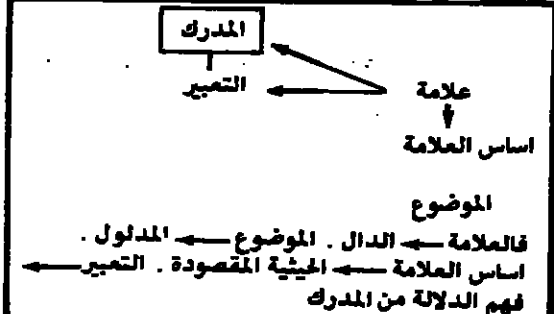 المدرك
التعبير
علامة
اساس العلامة
الموضوع
فالعلامة ← الدال . الموضوع ← المدلول .
اساس العلامة ← الحيثية المقصودة . التعبير ←
فهم الدلالة من المدرك